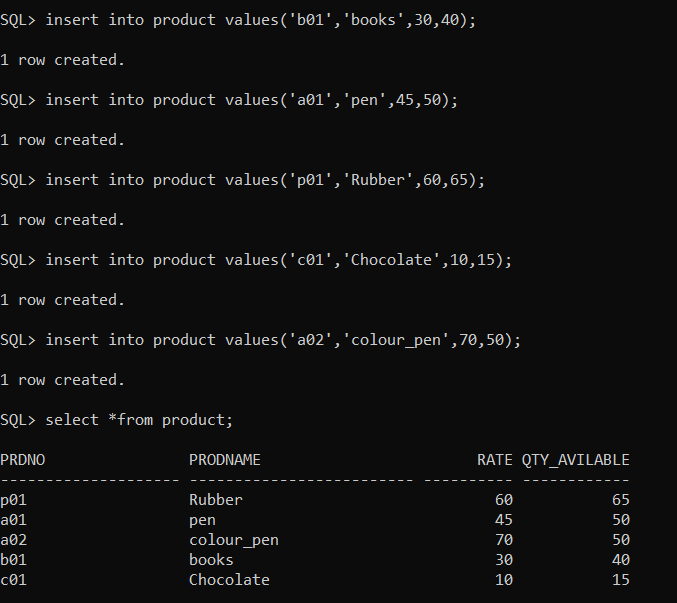 SQL> insert into product values('b01','books',30,40);
1 row created.
SQL> insert into product values('a01','pen',45,50);
1 row created.
SQL> insert into product values('p01','Rubber',60,65);
1 row created.
SQL> insert into product values('c01','Chocolate',10,15);
1 row created.
SQL> insert into product values('a02','colour_pen',70,50);
1 row created.
SQL> select *from product;
PRDNO                PRODNAME                        RATE QTY_AVILABLE
-------------------- ------------------------- ---------- ------------
p01                  Rubber                            60           65
a01                  pen                               45           50
a02                  colour_pen                        70           50
b01                  books                             30           40
c01                  Chocolate                         10           15